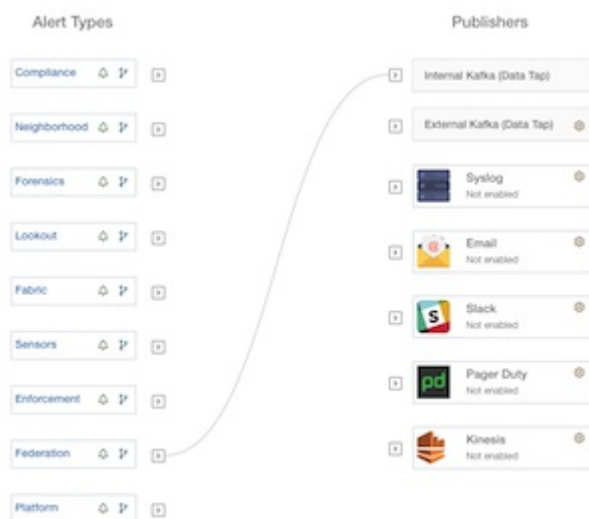 Alert Types
Publishers
Compliance
Neighborhood
Forensics
Lookout
Fabric
Sensors
Enforcement
Federation
Platform
Internal Kafka (Data Tap)
External Kafka (Data Tap)
Syslog
Not enabled
Email
Not enabled
S
Slack
Not enabled
pd
Pager Duty
Not enabled
Kinesis
Not enabled